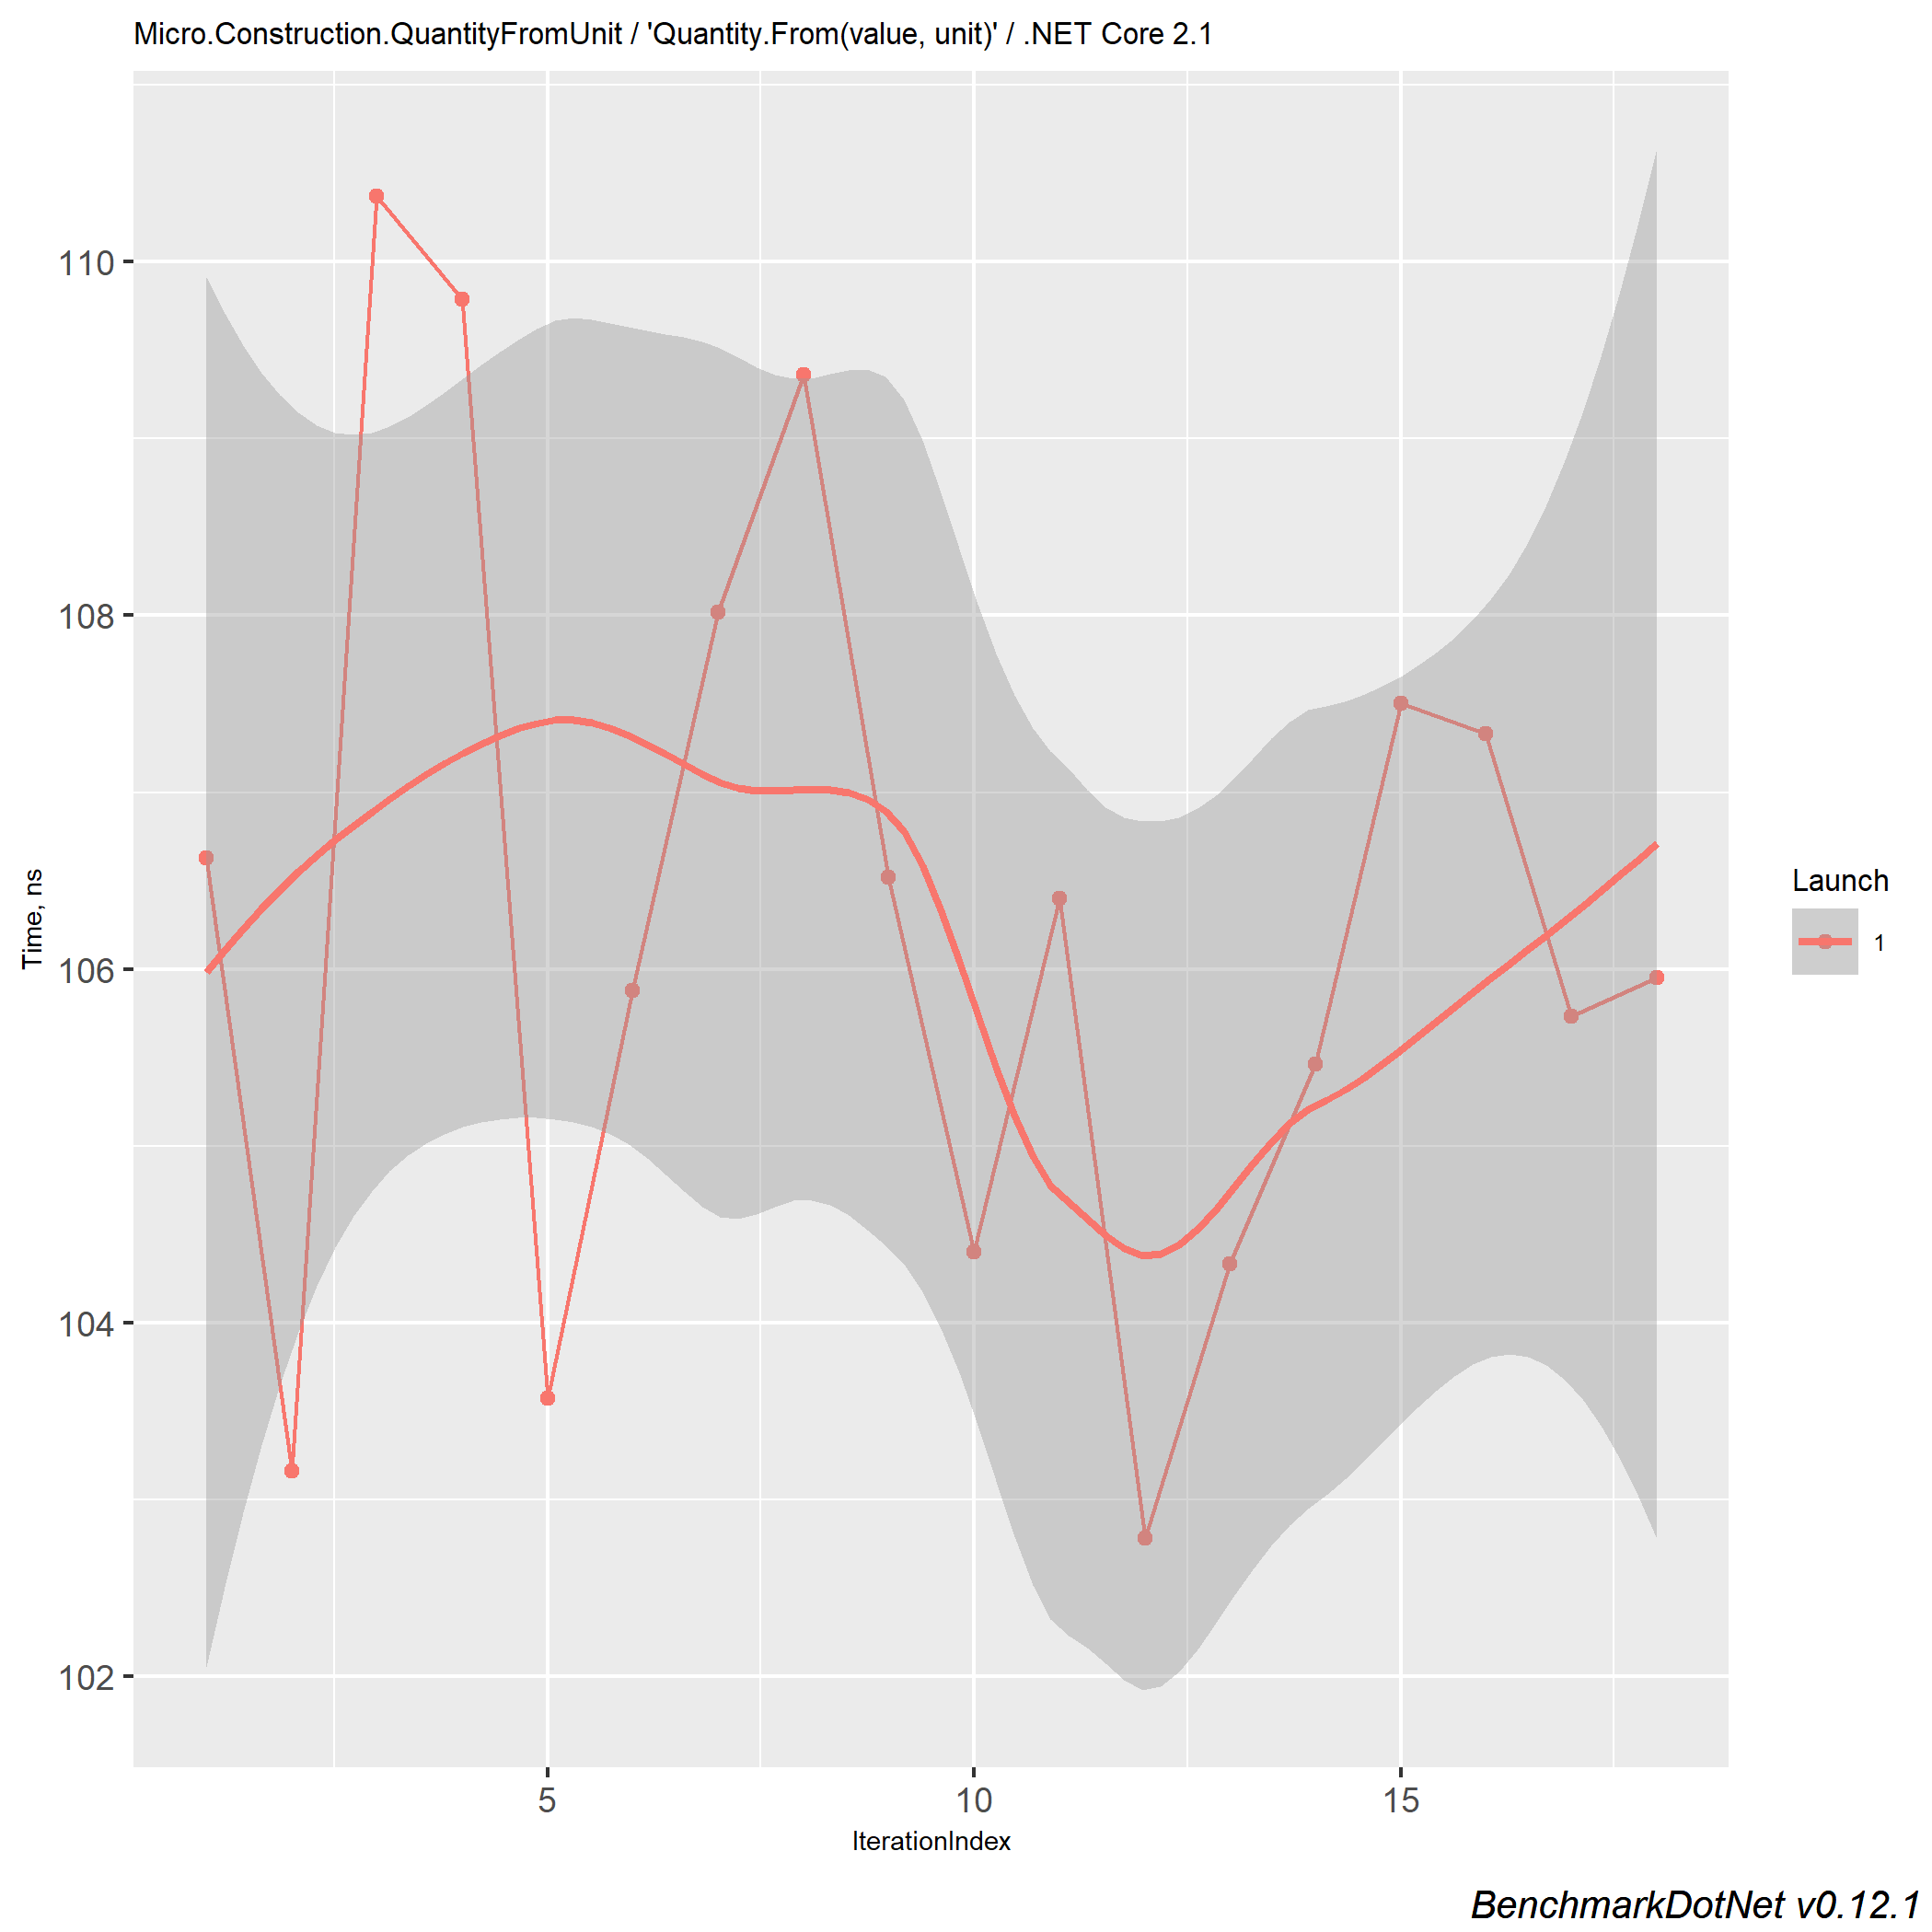 Micro.Construction.QuantityFromUnit / 'Quantity.From(value, unit)' / .NET Core 2.1
110
108
106
104
102
Time, ns
5 10 15
IterationIndex
Launch
1
BenchmarkDotNet v0.12.1